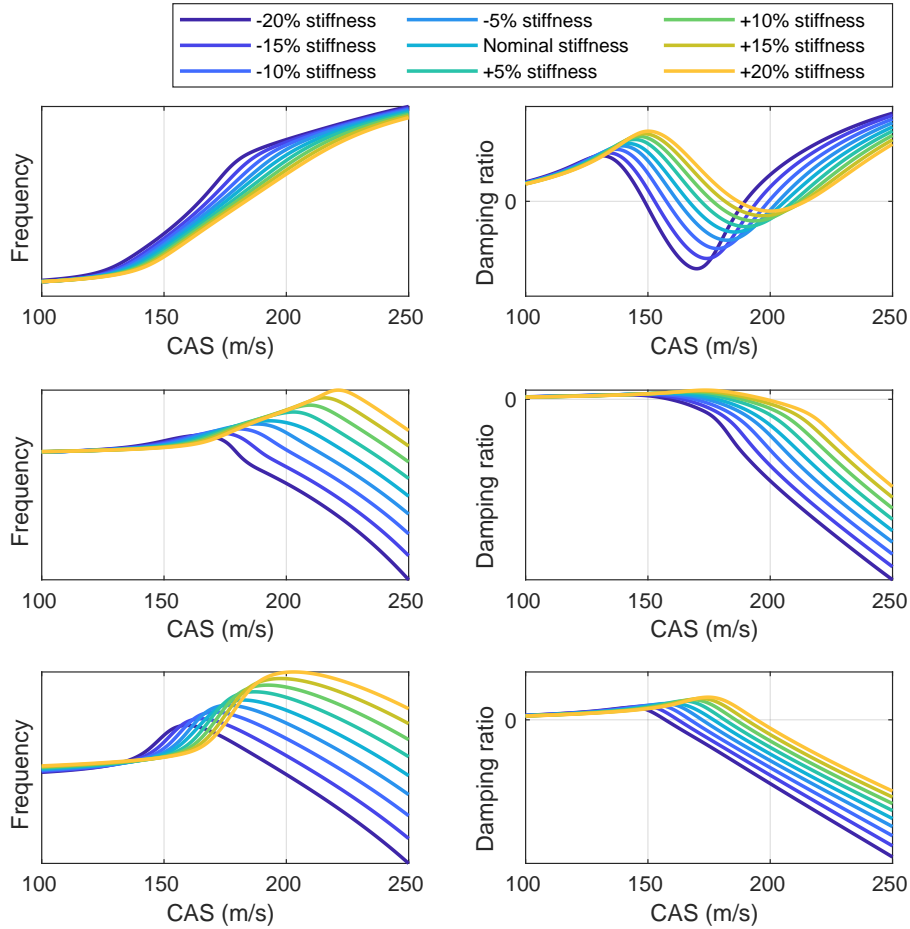 -20% stiffness -5% stiffness +10% stiffness
-15% stiffness Nominal stiffness +15% stiffness
-10% stiffness +5% stiffness +20% stiffness
Frequency
100 150 200 250
CAS (m/s)
Damping ratio
0
100 150 200 250
CAS (m/s)
Frequency
100 150 200 250
CAS (m/s)
Damping ratio
0
100 150 200 250
CAS (m/s)
Frequency
100 150 200 250
CAS (m/s)
Damping ratio
0
100 150 200 250
CAS (m/s)